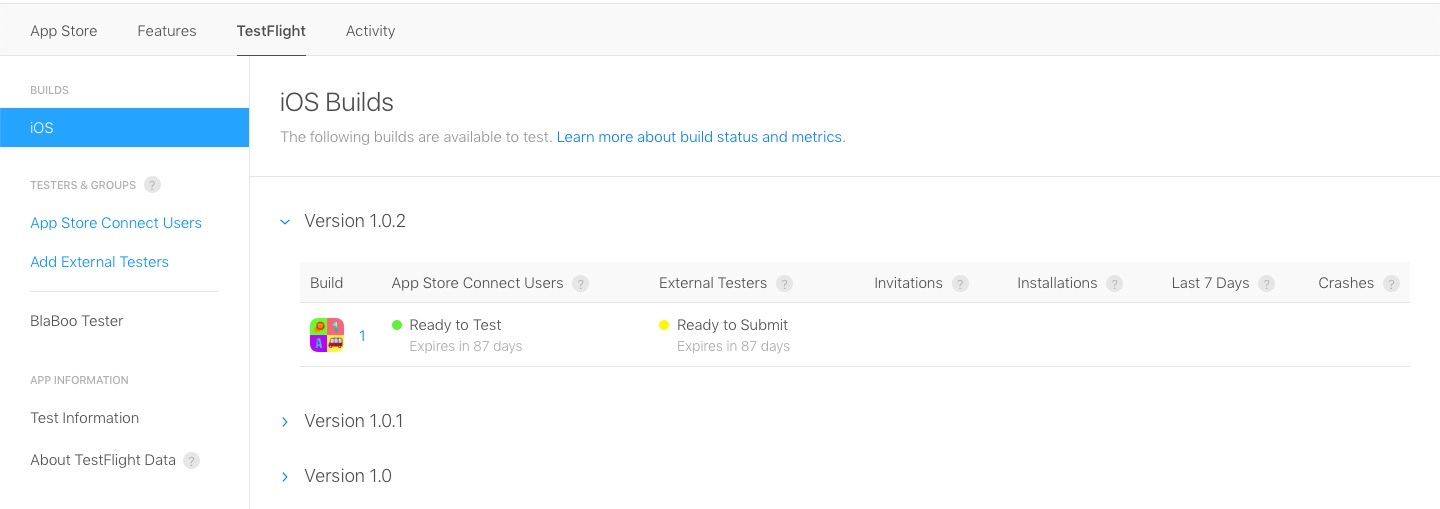 App Store Features TestFlight Activity
BUILDS
iOS
TESTERS & GROUPS ?
App Store Connect Users
Add External Testers
BlaBoo Tester
APP INFORMATION
Test Information
About TestFlight Data ?
iOS Builds
The following builds are available to test. Learn more about build status and metrics.
Version 1.0.2
Build App Store Connect Users ? External Testers ? Invitations ? Installations ? Last 7 Days ? Crashes ?
A 1 Ready to Test Ready to Submit
Expires in 87 days Expires in 87 days
Version 1.0.1
Version 1.0